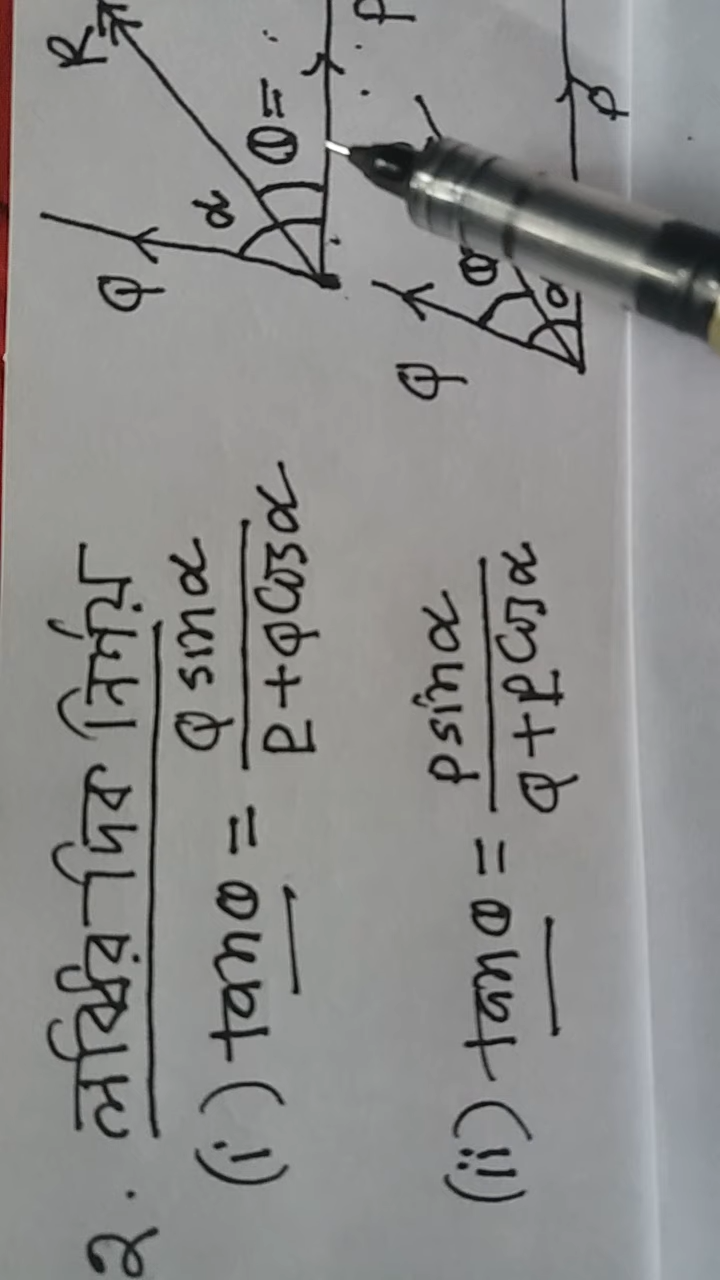 ২. লব্ধির দিক নির্ণয়
(i) tanθ = Qsinα / P+Qcosα
R
Q
α
θ=
P
(ii) tanθ = Psinα / Q+Pcosα
Q
θ
α
P